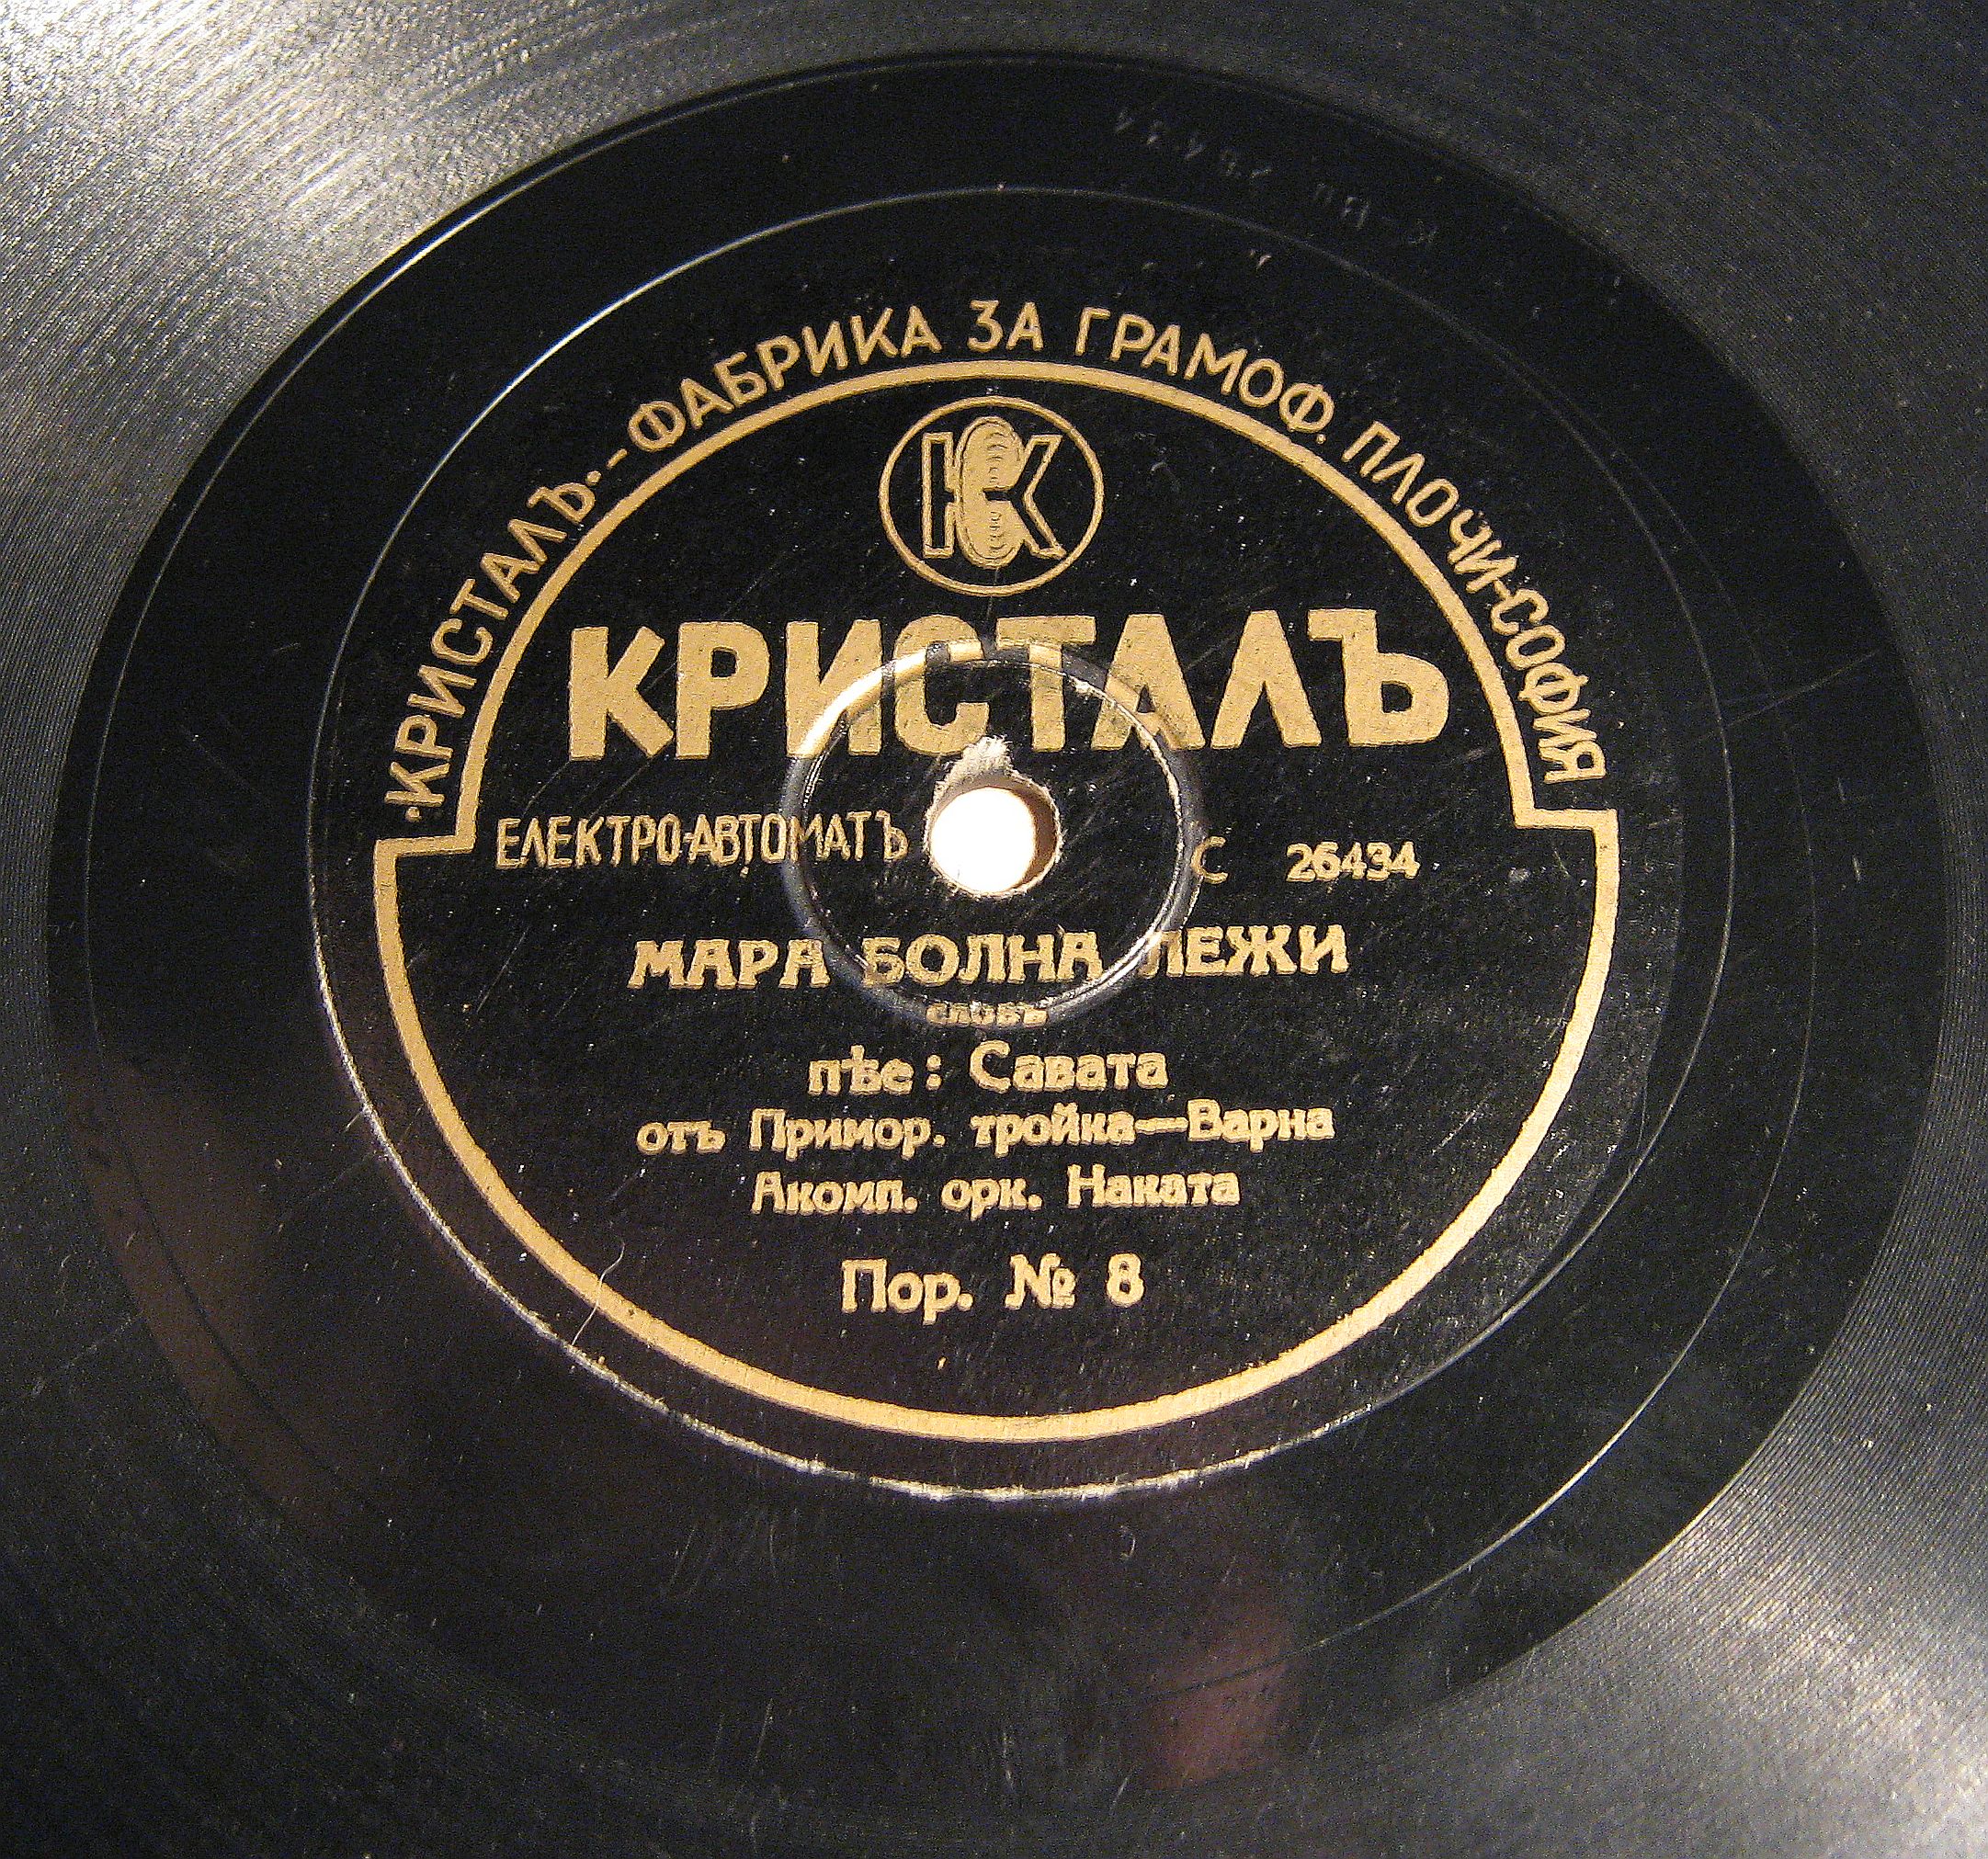 ·КРИСТАЛЪ·-ФАБРИКА ЗА ГРАМОФ. ПЛОЧИ-СОФИЯ
КРИСТАЛЪ
ЕЛЕКТРО-АВТОМАТЪ С 26434
МАРА БОЛНА ЛЕЖИ
пѣе: Савата
отъ Примор. тройка—Варна
Акомп. орк. Наката
Пор. № 8